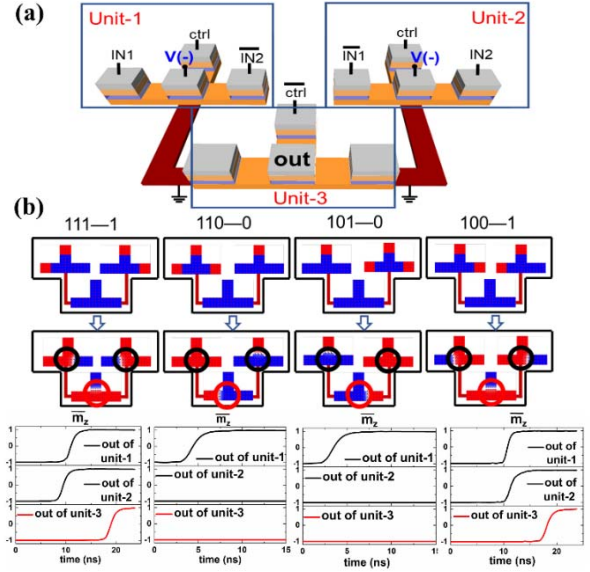 (a)
Unit-1
Unit-2
ctrl
ctrl
IN1
V(-)
IN2
IN1
V(-)
IN2
ctrl
out
Unit-3
(b)
111—1
110—0
101—0
100—1
m̅z
m̅z
m̅z
m̅z
1
0
-1
out of
unit-1
out of unit-1
out of unit-1
out of
unit-1
1
0
-1
out of
unit-2
out of unit-2
out of unit-2
out of
unit-2
1
0
-1
out of unit-3
out of unit-3
out of unit-3
out of unit-3
0
10
20
0
5
10
15
0
5
10
15
0
10
20
time (ns)
time (ns)
time (ns)
time (ns)